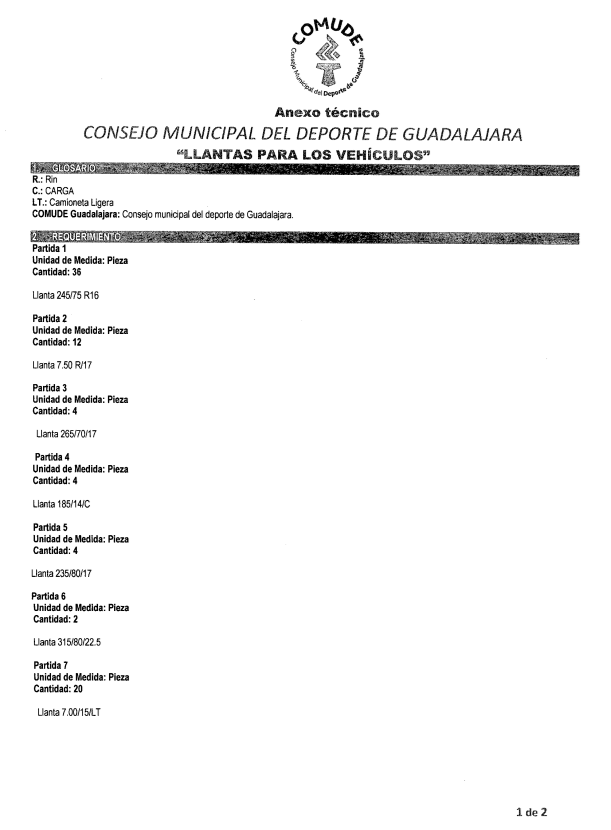 COMUDE
Consejo Municipal del Deporte de Guadalajara
Anexo técnico
CONSEJO MUNICIPAL DEL DEPORTE DE GUADALAJARA
“LLANTAS PARA LOS VEHÍCULOS”
1. GLOSARIO
R.: Rin
C.: CARGA
LT.: Camioneta Ligera
COMUDE Guadalajara: Consejo municipal del deporte de Guadalajara.
2. REQUERIMIENTO
Partida 1
Unidad de Medida: Pieza
Cantidad: 36
Llanta 245/75 R16
Partida 2
Unidad de Medida: Pieza
Cantidad: 12
Llanta 7.50 R/17
Partida 3
Unidad de Medida: Pieza
Cantidad: 4
Llanta 265/70/17
Partida 4
Unidad de Medida: Pieza
Cantidad: 4
Llanta 185/14/C
Partida 5
Unidad de Medida: Pieza
Cantidad: 4
Llanta 235/80/17
Partida 6
Unidad de Medida: Pieza
Cantidad: 2
Llanta 315/80/22.5
Partida 7
Unidad de Medida: Pieza
Cantidad: 20
Llanta 7.00/15/LT
1 de 2